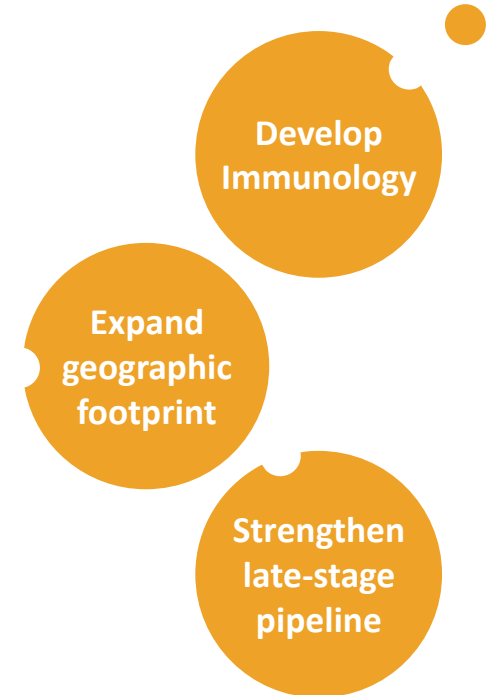 Develop
Immunology
Expand
geographic
footprint
Strengthen
late-stage
pipeline